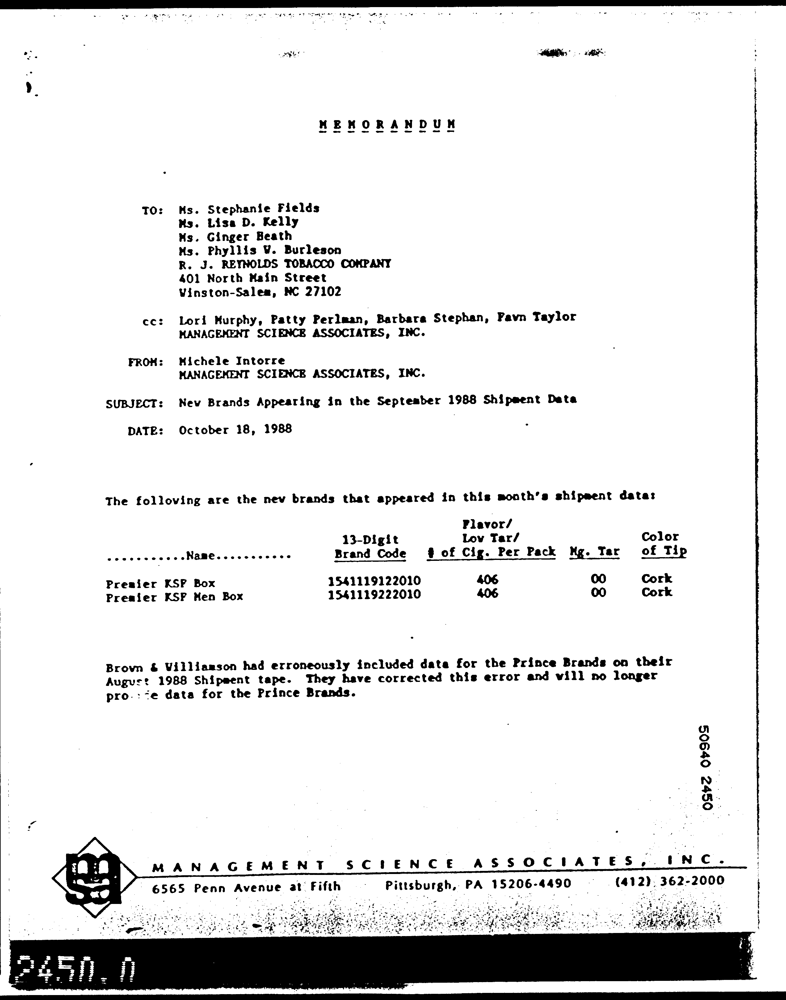 MEMORANDUM
TO: Ms. Stephanie Fields
Ms. Lisa D. Kelly
Ms. Ginger Heath
Ms. Phyllis W. Burleson
R. J. REYNOLDS TOBACCO COMPANY
401 North Main Street
Winston-Salem, NC 27102
cc: Lori Murphy, Patty Perlman, Barbara Stephan, Fawn Taylor
MANAGEMENT SCIENCE ASSOCIATES, INC.
FROM: Michele Intorre
MANAGEMENT SCIENCE ASSOCIATES, INC.
SUBJECT: New Brands Appearing in the September 1988 Shipment Data
DATE: October 18, 1988
The following are the new brands that appeared in this month's shipment data:
Flavor/
13-Digit Low Tar/ Color
...........Name........... Brand Code # of Cig. Per Pack Mg. Tar of Tip
Premier KSF Box 1541119122010 406 00 Cork
Premier KSF Men Box 1541119222010 406 00 Cork
Brown & Williamson had erroneously included data for the Prince Brands on their
August 1988 Shipment tape. They have corrected this error and will no longer
data for the Prince Brands.
50640 2450
msa
MANAGEMENT SCIENCE ASSOCIATES, INC.
6565 Penn Avenue at Fifth Pittsburgh, PA 15206-4490 (412) 362-2000
2450.0